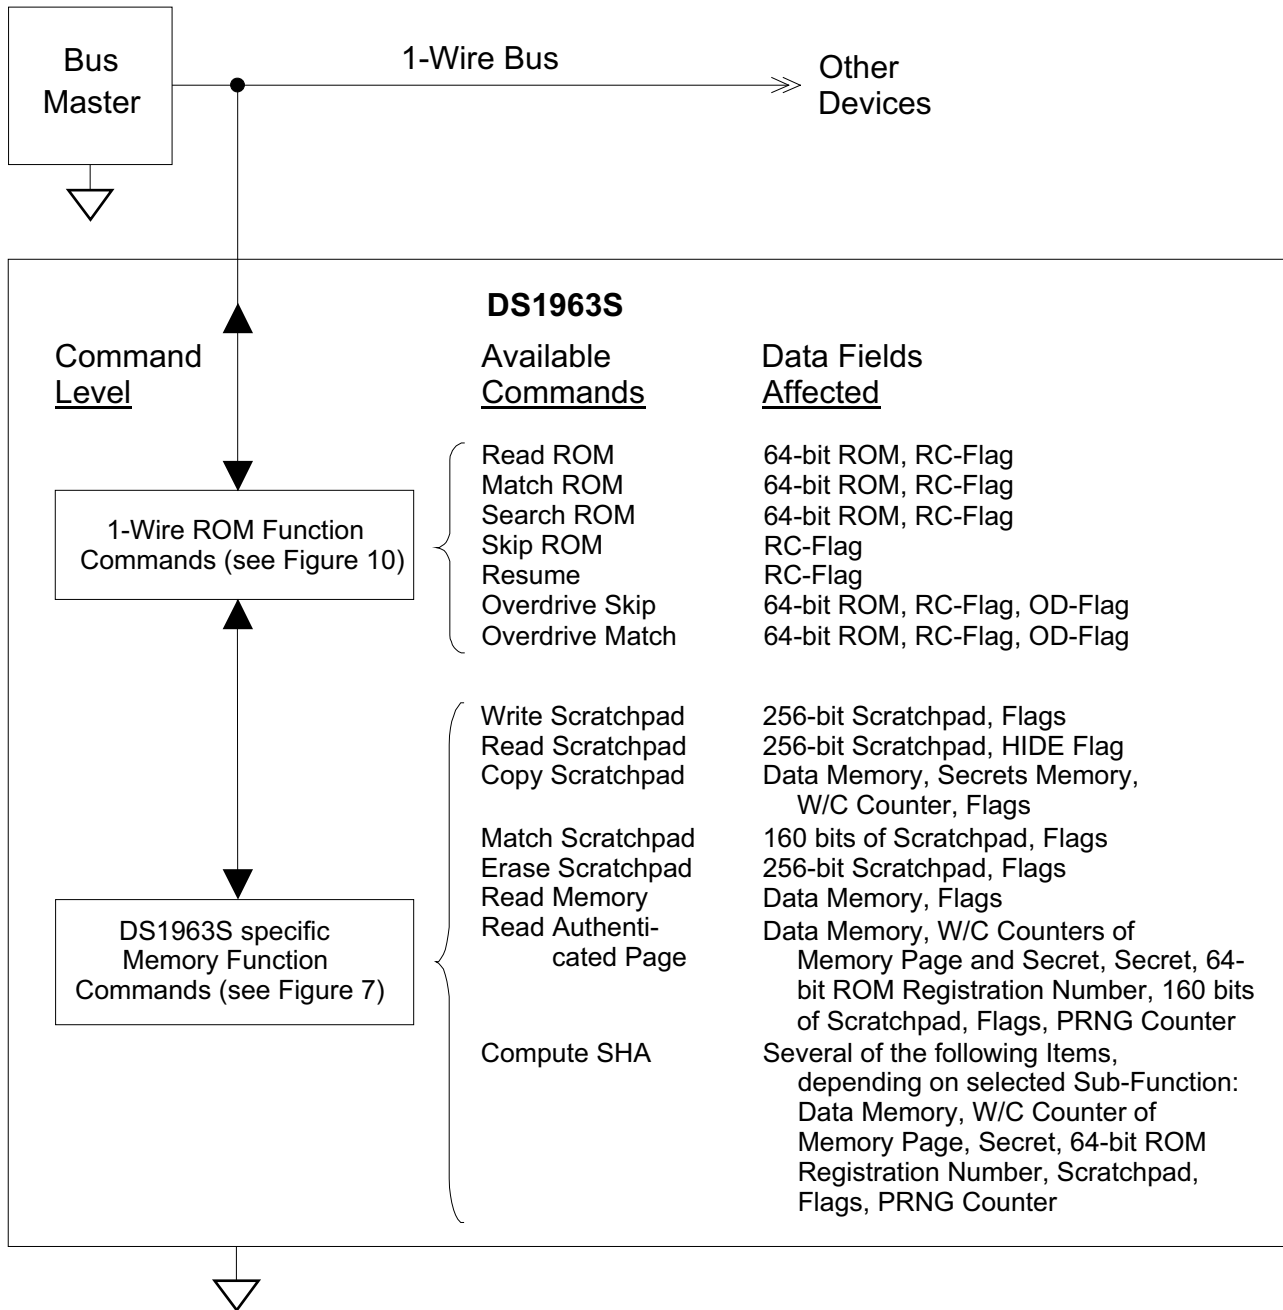 Bus
Master
1-Wire Bus
Other
Devices
DS1963S
Command
Level
Available
Commands
Data Fields
Affected
1-Wire ROM Function
Commands (see Figure 10)
Read ROM 64-bit ROM, RC-Flag
Match ROM 64-bit ROM, RC-Flag
Search ROM 64-bit ROM, RC-Flag
Skip ROM RC-Flag
Resume RC-Flag
Overdrive Skip 64-bit ROM, RC-Flag, OD-Flag
Overdrive Match 64-bit ROM, RC-Flag, OD-Flag
DS1963S specific
Memory Function
Commands (see Figure 7)
Write Scratchpad 256-bit Scratchpad, Flags
Read Scratchpad 256-bit Scratchpad, HIDE Flag
Copy Scratchpad Data Memory, Secrets Memory,
W/C Counter, Flags
Match Scratchpad 160 bits of Scratchpad, Flags
Erase Scratchpad 256-bit Scratchpad, Flags
Read Memory Data Memory, Flags
Read Authenti- Data Memory, W/C Counters of
cated Page Memory Page and Secret, Secret, 64-
bit ROM Registration Number, 160 bits
of Scratchpad, Flags, PRNG Counter
Compute SHA Several of the following Items,
depending on selected Sub-Function:
Data Memory, W/C Counter of
Memory Page, Secret, 64-bit ROM
Registration Number, Scratchpad,
Flags, PRNG Counter